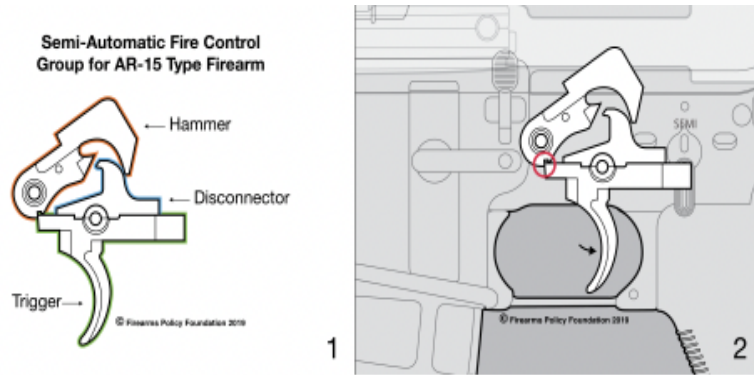 Semi-Automatic Fire Control
Group for AR-15 Type Firearm
Hammer
Disconnector
Trigger
© Firearms Policy Foundation 2019
1
SEMI
© Firearms Policy Foundation 2019
2